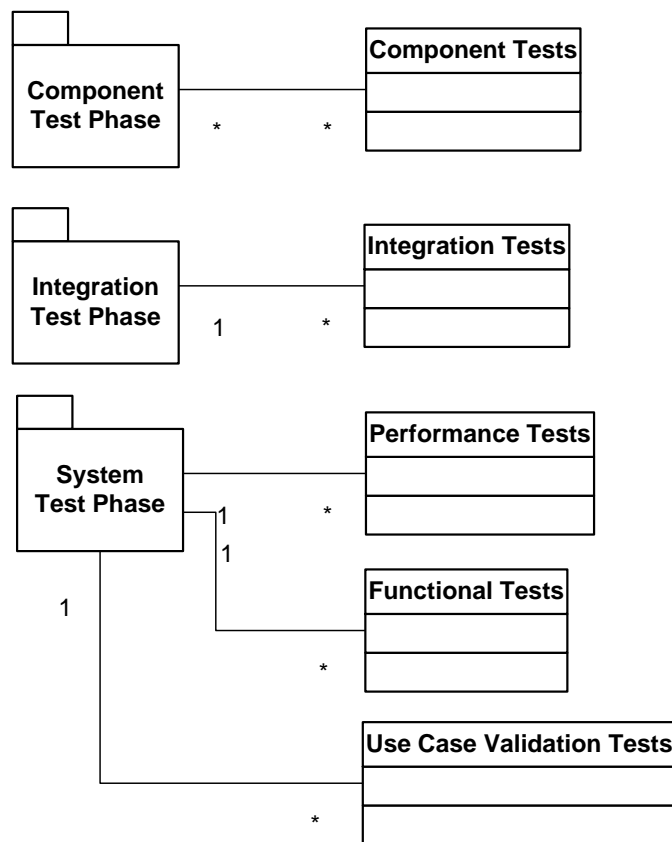 Component Tests
Component
Test Phase
* *
Integration Tests
Integration
Test Phase
1 *
Performance Tests
System
Test Phase
1 *
1
Functional Tests
1
*
Use Case Validation Tests
*